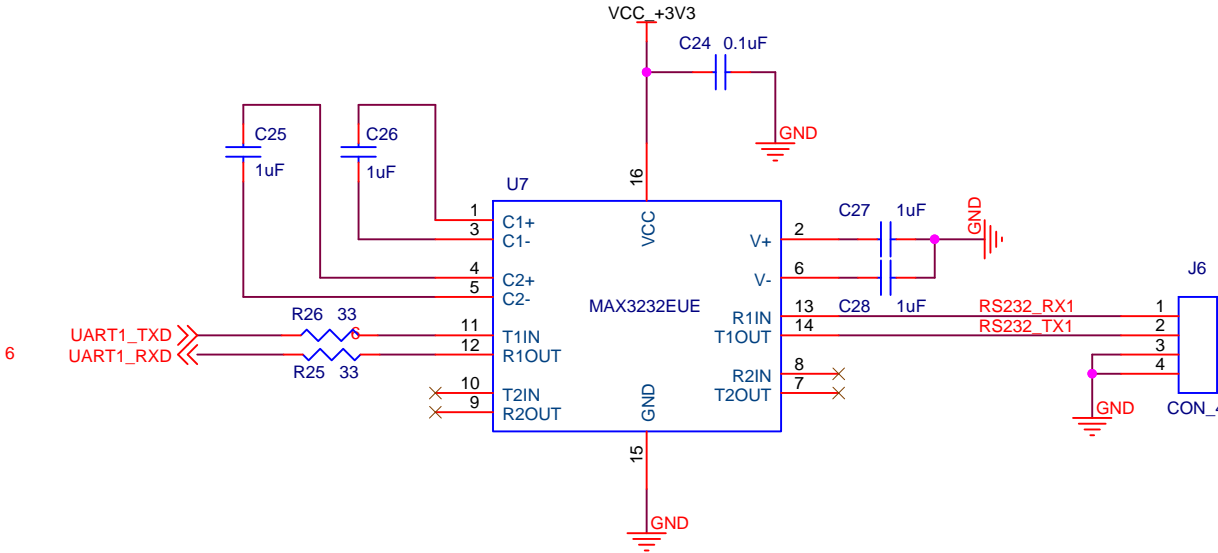 VCC_+3V3
C24 0.1uF
GND
C25
1uF
C26
1uF
U7
16
VCC
1
C1+
3
C1-
4
C2+
5
C2-
MAX3232EUE
2
V+
6
V-
C27 1uF
C28 1uF
GND
13
R1IN
14
T1OUT
8
R2IN
7
T2OUT
RS232_RX1
RS232_TX1
J6
1
2
3
4
CON_4
GND
R26 33
UART1_TXD
6
11
T1IN
6
UART1_RXD
12
R1OUT
R25 33
10
T2IN
9
R2OUT
GND
15
GND